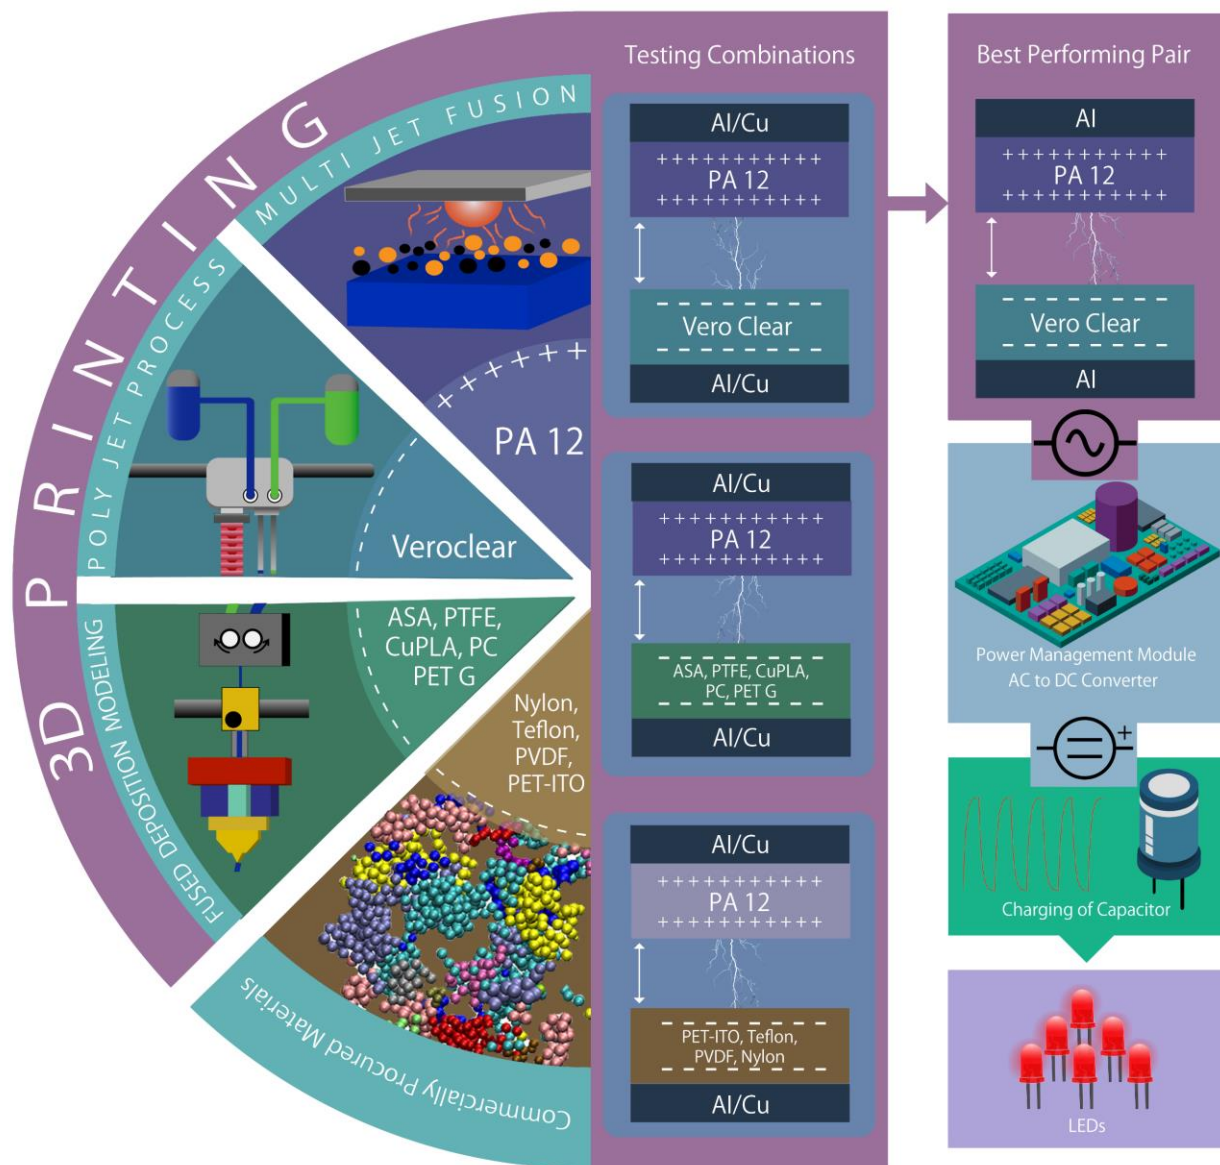 3D PRINTING
MULTI JET FUSION
PA 12
POLY JET PROCESS
Veroclear
FUSED DEPOSITION MODELING
ASA, PTFE,
CuPLA, PC
PET G
Commercially Procured Materials
Nylon,
Teflon,
PVDF,
PET-ITO
Testing Combinations
Al/Cu
+ + + + + + + + + + +
PA 12
+ + + + + + + + + + +
Vero Clear
Al/Cu
Al/Cu
+ + + + + + + + + + +
PA 12
+ + + + + + + + + + +
ASA, PTFE, CuPLA,
PC, PET G
Al/Cu
Al/Cu
+ + + + + + + + + + +
PA 12
+ + + + + + + + + + +
PET-ITO, Teflon,
PVDF, Nylon
Al/Cu
Best Performing Pair
Al
+ + + + + + + + + + +
PA 12
+ + + + + + + + + + +
Vero Clear
Al
Power Management Module
AC to DC Converter
+
Charging of Capacitor
LEDs